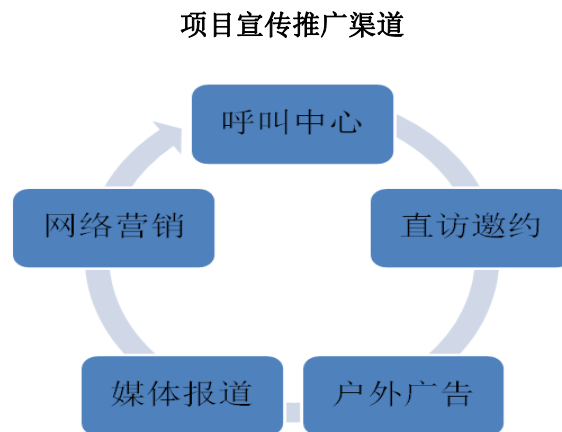 项目宣传推广渠道
呼叫中心
网络营销
直访邀约
媒体报道
户外广告